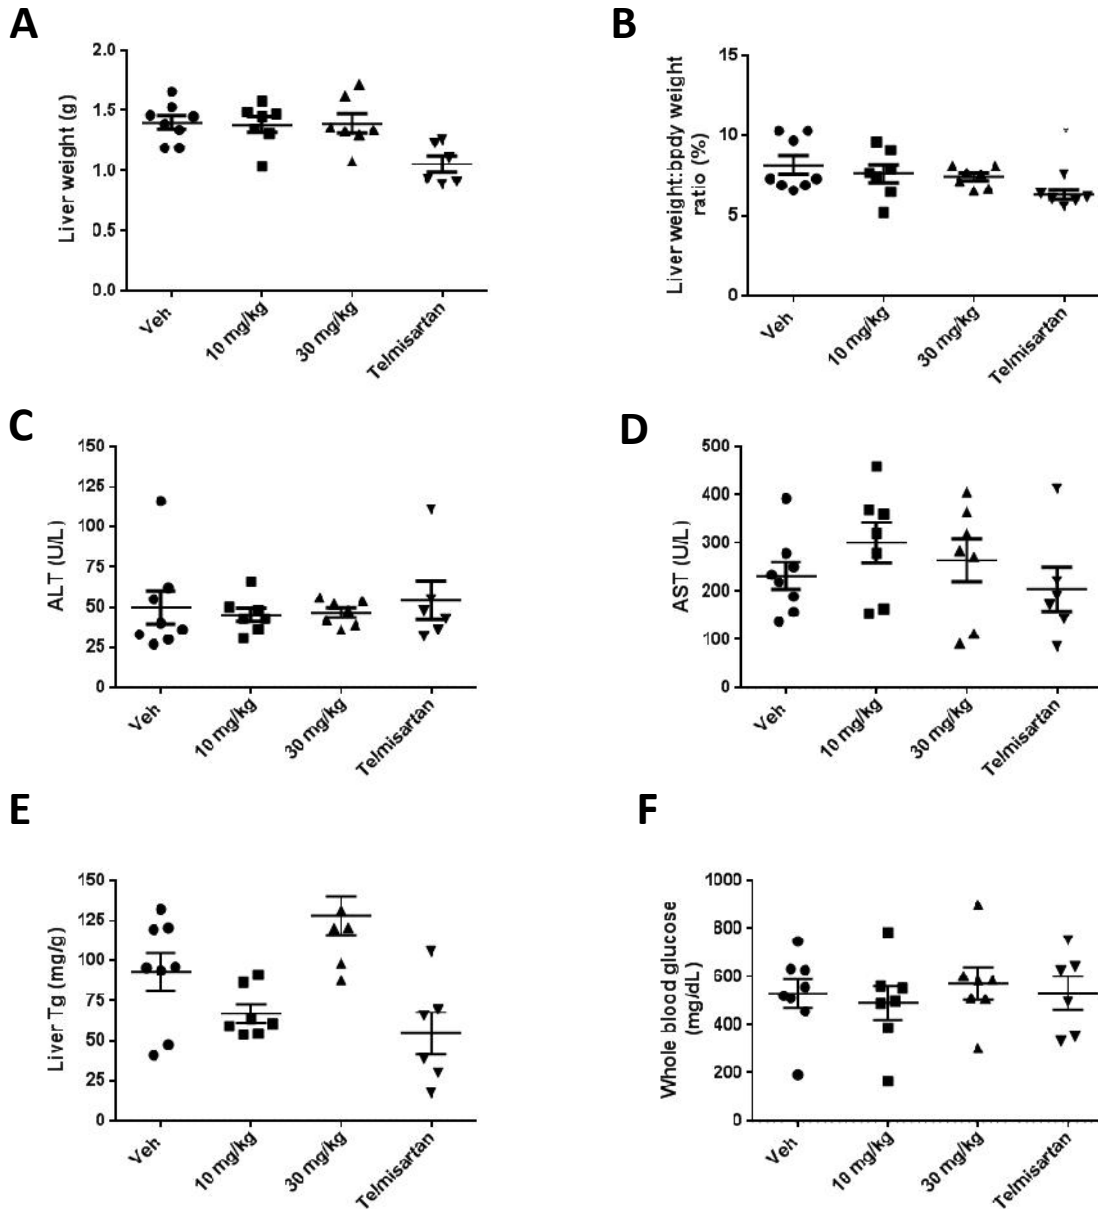 A
2.0
1.5
1.0
0.5
0.0
Liver weight (g)
Veh
10 mg/kg
30 mg/kg
Telmisartan
B
15
10
5
0
Liver weight:bpdy weight
ratio (%)
Veh
10 mg/kg
30 mg/kg
Telmisartan
C
150
125
100
75
50
25
0
ALT (U/L)
Veh
10 mg/kg
30 mg/kg
Telmisartan
D
500
400
300
200
100
0
AST (U/L)
Veh
10 mg/kg
30 mg/kg
Telmisartan
E
150
125
100
75
50
25
0
Liver Tg (mg/g)
Veh
10 mg/kg
30 mg/kg
Telmisartan
F
1000
800
600
400
200
0
Whole blood glucose
(mg/dL)
Veh
10 mg/kg
30 mg/kg
Telmisartan